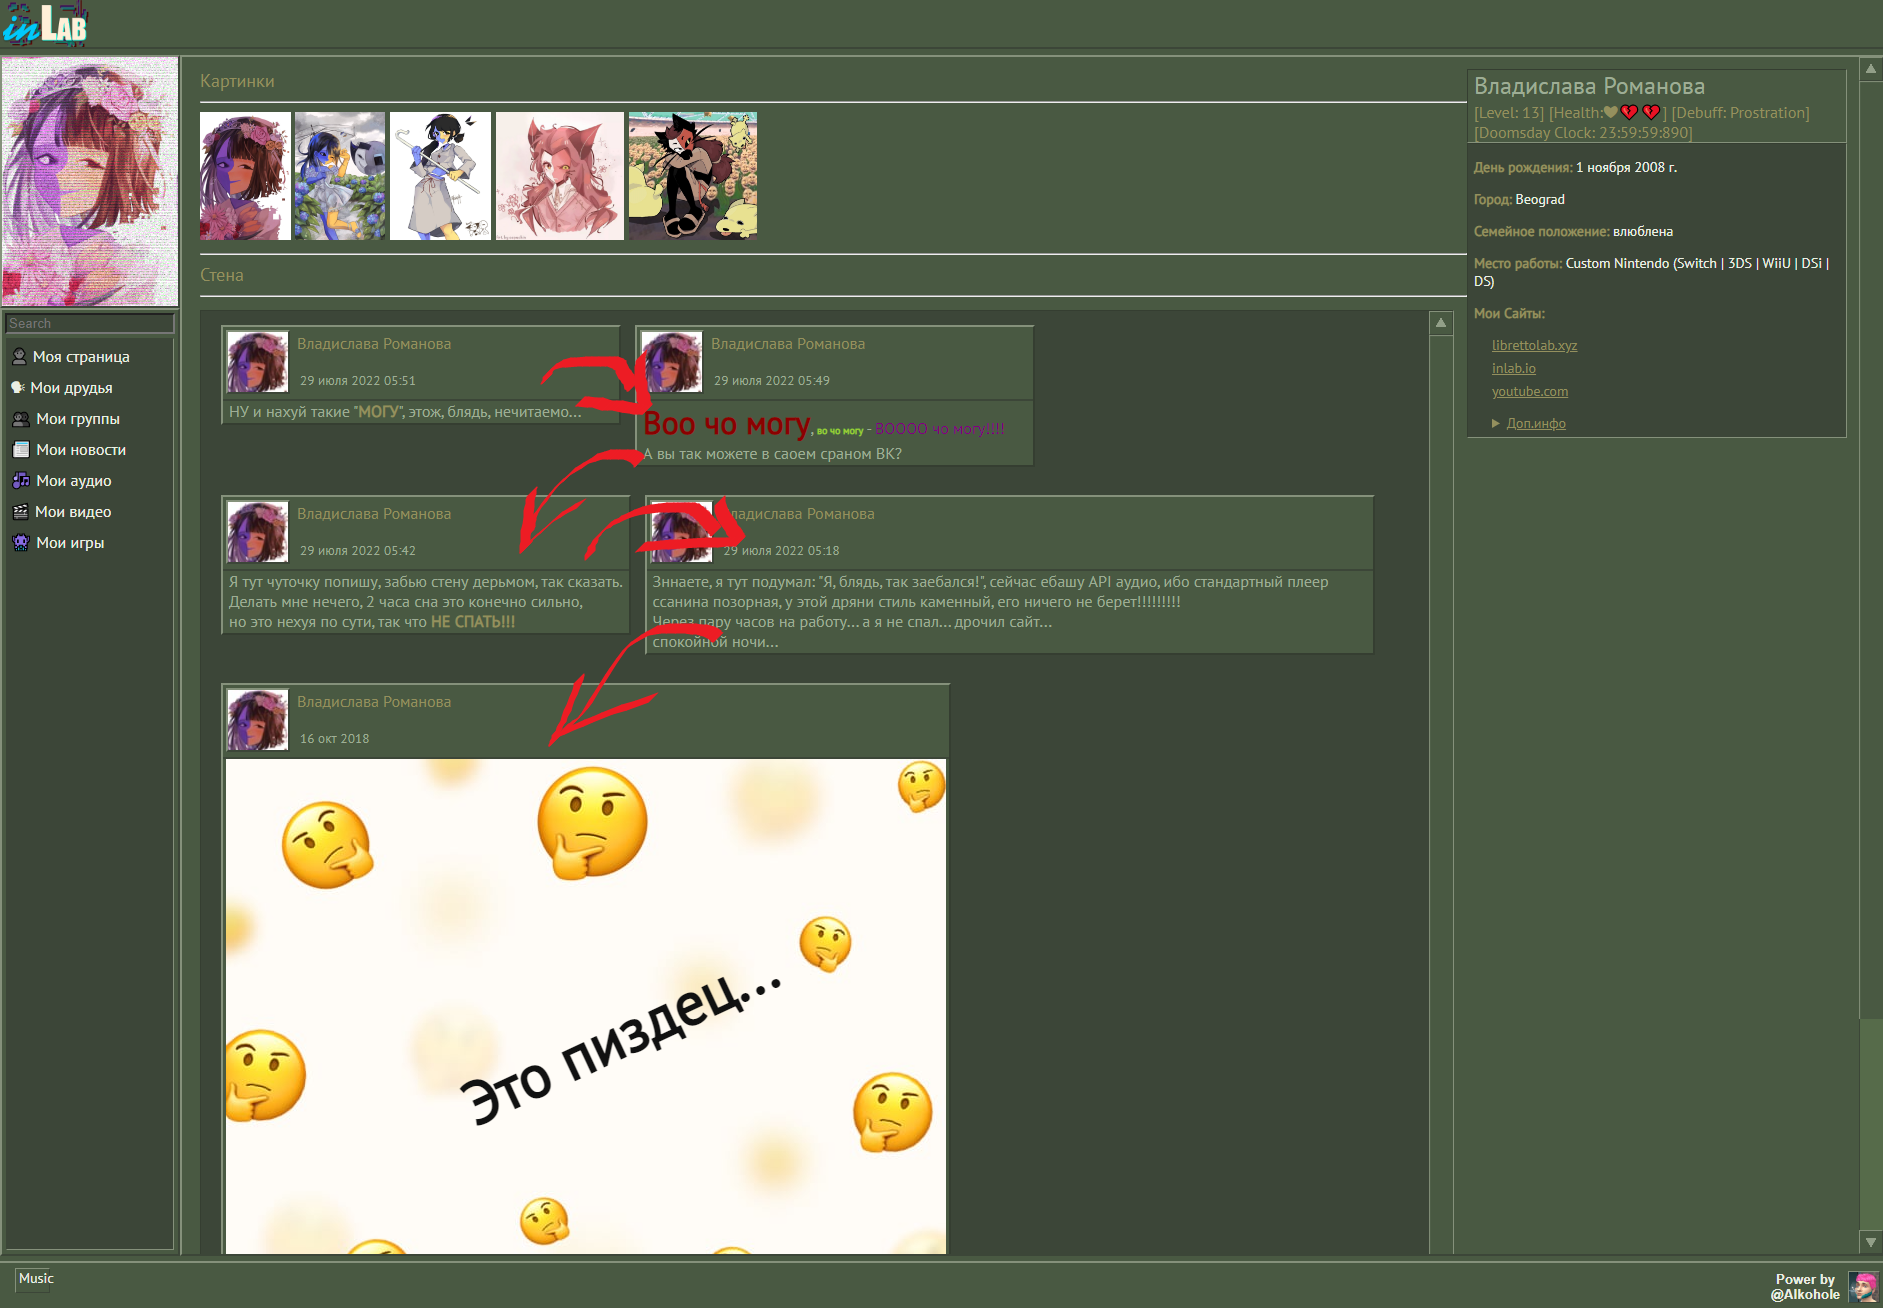 inLAB
Search
Моя страница
Мои друдья
Мои группы
Мои новости
Мои аудио
Мои видео
Мои игры
Картинки
Стена
Владислава Романова
29 июля 2022 05:51
НУ и нахуй такие "МОГУ", этож, блядь, нечитаемо...
Владислава Романова
29 июля 2022 05:49
Воо чо могу, во чо могу - ВОООО чо могу!!!!
А вы так можете в саоем сраном ВК?
Владислава Романова
29 июля 2022 05:42
Я тут чуточку попишу, забью стену дерьмом, так сказать.
Делать мне нечего, 2 часа сна это конечно сильно,
но это нехуя по сути, так что НЕ СПАТЬ!!!
Владислава Романова
29 июля 2022 05:18
Зннаете, я тут подумал: "Я, блядь, так заебался!", сейчас ебашу API аудио, ибо стандартный плеер
ссанина позорная, у этой дряни стиль каменный, его ничего не берет!!!!!!!!!
Через пару часов на работу... а я не спал... дрочил сайт...
спокойной ночи...
Владислава Романова
16 окт 2018
Это пиздец...
Владислава Романова
[Level: 13] [Health: ] [Debuff: Prostration]
[Doomsday Clock: 23:59:59:890]
День рождения: 1 ноября 2008 г.
Город: Beograd
Семейное положение: влюблена
Место работы: Custom Nintendo (Switch | 3DS | WiiU | DSi |
DS)
Мои Сайты:
librettolab.xyz
inlab.io
youtube.com
Доп.инфо
Music
Power by
@Alkohole